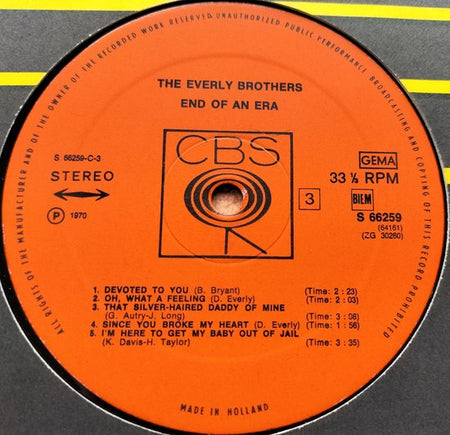 ALL RIGHTS OF THE MANUFACTURER AND OF THE OWNER OF THE RECORDED WORK RESERVED. UNAUTHORIZED PUBLIC PERFORMANCE BROADCASTING AND COPYING OF THIS RECORD PROHIBITED
THE EVERLY BROTHERS
END OF AN ERA
CBS
S 66259-C-3
STEREO
Ⓟ 1970
GEMA
33 ⅓ RPM
3 BIEM
S 66259
(64161)
(ZG 30260)
1. DEVOTED TO YOU (B. Bryant) (Time: 2 : 23)
2. OH, WHAT A FEELING (D. Everly) (Time: 2 : 03)
3. THAT SILVER-HAIRED DADDY OF MINE
(G. Autry-J. Long) (Time: 3 : 08)
4. SINCE YOU BROKE MY HEART (D. Everly) (Time: 1 : 56)
5. I'M HERE TO GET MY BABY OUT OF JAIL
(K. Davis-H. Taylor) (Time: 3 : 35)
MADE IN HOLLAND